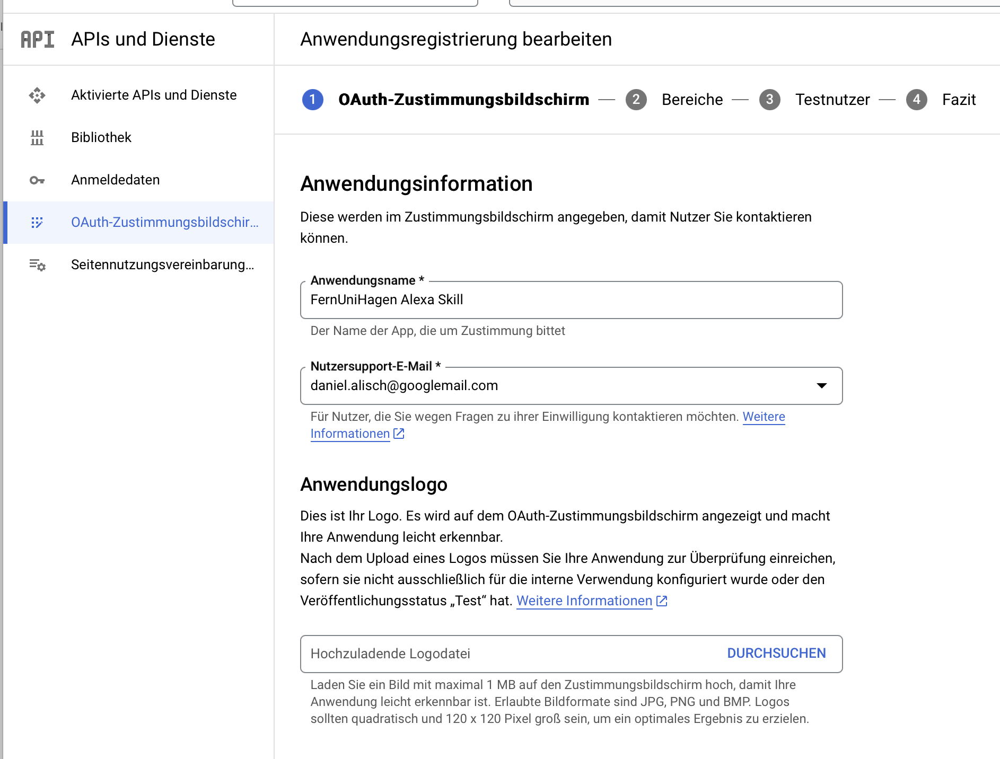 API APIs und Dienste
Anwendungsregistrierung bearbeiten
Aktivierte APIs und Dienste
Bibliothek
Anmeldedaten
OAuth-Zustimmungsbildschir...
Seitennutzungsvereinbarung...
1 OAuth-Zustimmungsbildschirm — 2 Bereiche — 3 Testnutzer — 4 Fazit
Anwendungsinformation
Diese werden im Zustimmungsbildschirm angegeben, damit Nutzer Sie kontaktieren
können.
Anwendungsname *
FernUniHagen Alexa Skill
Der Name der App, die um Zustimmung bittet
Nutzersupport-E-Mail *
daniel.alisch@googlemail.com
Für Nutzer, die Sie wegen Fragen zu ihrer Einwilligung kontaktieren möchten. Weitere
Informationen
Anwendungslogo
Dies ist Ihr Logo. Es wird auf dem OAuth-Zustimmungsbildschirm angezeigt und macht
Ihre Anwendung leicht erkennbar.
Nach dem Upload eines Logos müssen Sie Ihre Anwendung zur Überprüfung einreichen,
sofern sie nicht ausschließlich für die interne Verwendung konfiguriert wurde oder den
Veröffentlichungsstatus „Test“ hat. Weitere Informationen
Hochzuladende Logodatei DURCHSUCHEN
Laden Sie ein Bild mit maximal 1 MB auf den Zustimmungsbildschirm hoch, damit Ihre
Anwendung leicht erkennbar ist. Erlaubte Bildformate sind JPG, PNG und BMP. Logos
sollten quadratisch und 120 x 120 Pixel groß sein, um ein optimales Ergebnis zu erzielen.